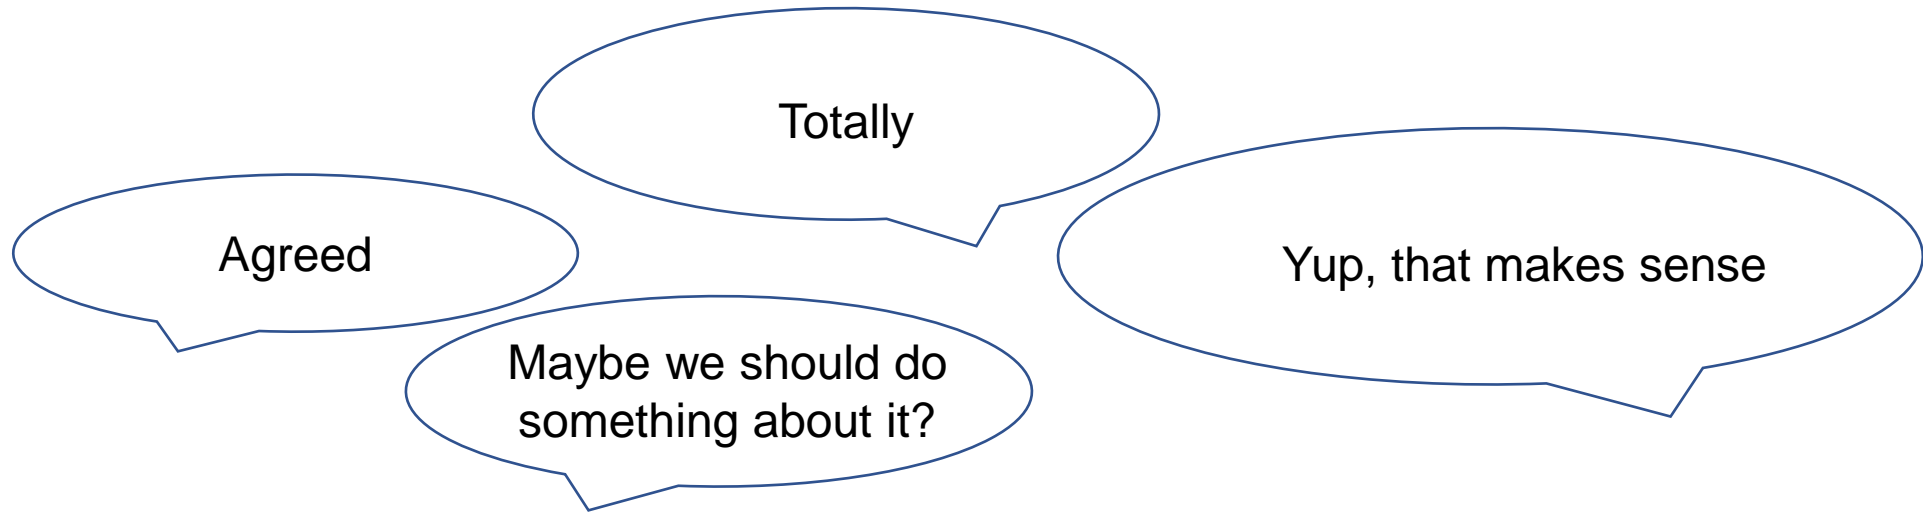 Totally
Agreed
Yup, that makes sense
Maybe we should do
something about it?